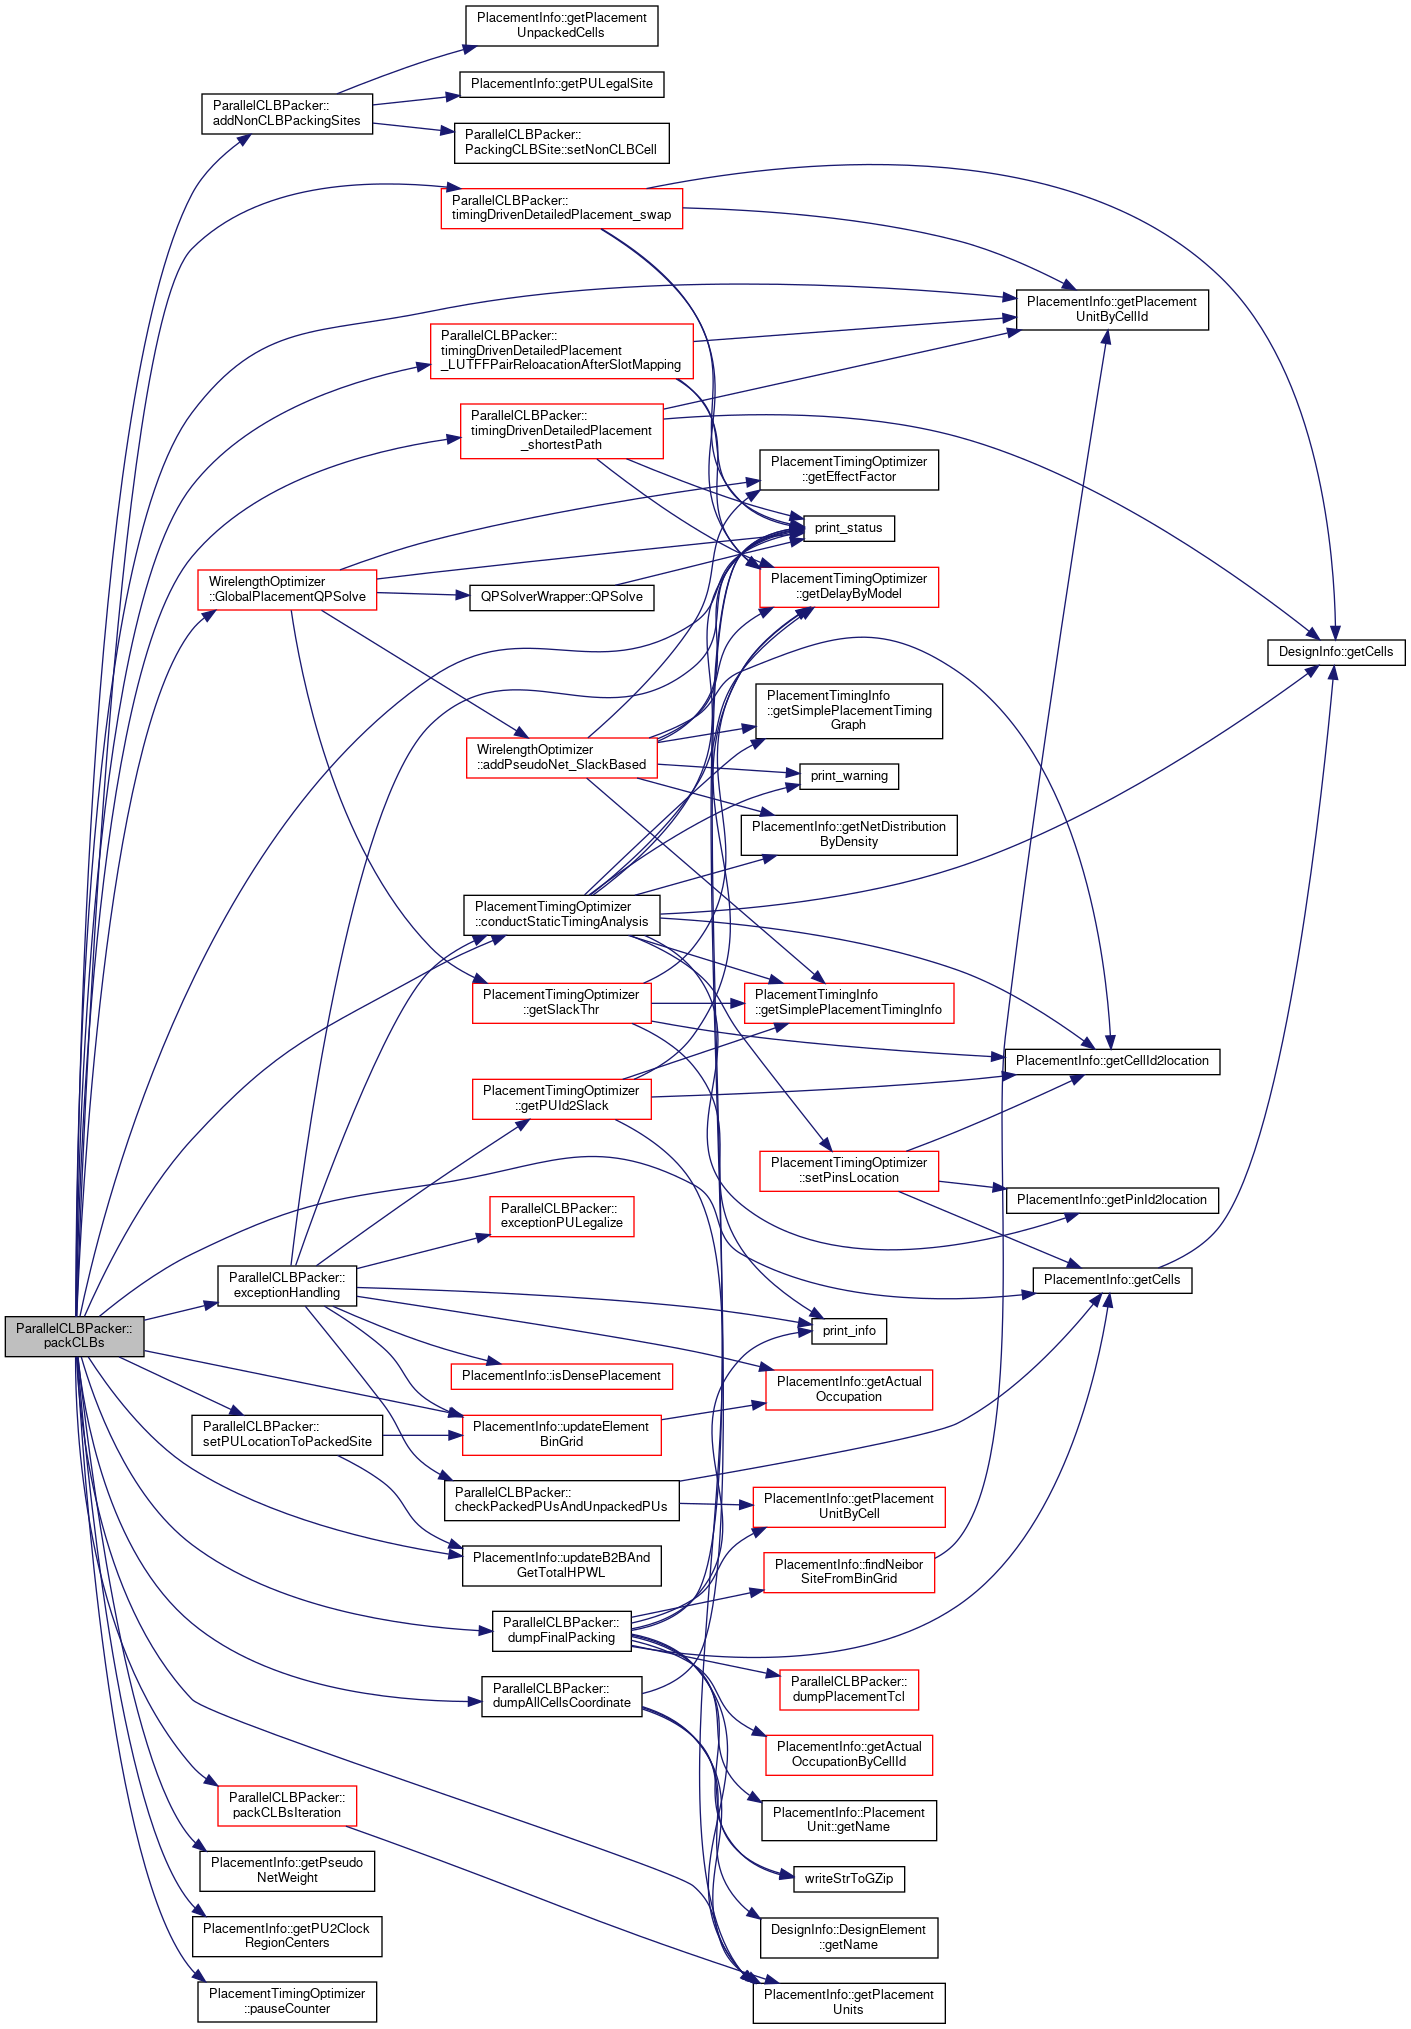 PlacementInfo::getPlacement
UnpackedCells
PlacementInfo::getPULegalSite
ParallelCLBPacker::
addNonCLBPackingSites
ParallelCLBPacker::
PackingCLBSite::setNonCLBCell
ParallelCLBPacker::
timingDrivenDetailedPlacement_swap
PlacementInfo::getPlacement
UnitByCellId
ParallelCLBPacker::
timingDrivenDetailedPlacement
_LUTFFPairReloacationAfterSlotMapping
ParallelCLBPacker::
timingDrivenDetailedPlacement
_shortestPath
PlacementTimingOptimizer
::getEffectFactor
print_status
WirelengthOptimizer
::GlobalPlacementQPSolve
QPSolverWrapper::QPSolve
PlacementTimingOptimizer
::getDelayByModel
DesignInfo::getCells
PlacementTimingInfo
::getSimplePlacementTiming
Graph
WirelengthOptimizer
::addPseudoNet_SlackBased
print_warning
PlacementInfo::getNetDistribution
ByDensity
PlacementTimingOptimizer
::conductStaticTimingAnalysis
PlacementTimingOptimizer
::getSlackThr
PlacementTimingInfo
::getSimplePlacementTimingInfo
PlacementInfo::getCellId2location
PlacementTimingOptimizer
::getPUId2Slack
PlacementTimingOptimizer
::setPinsLocation
PlacementInfo::getPinId2location
ParallelCLBPacker::
exceptionPULegalize
ParallelCLBPacker::
exceptionHandling
PlacementInfo::getCells
ParallelCLBPacker::
packCLBs
print_info
PlacementInfo::isDensePlacement
PlacementInfo::getActual
Occupation
ParallelCLBPacker::
setPULocationToPackedSite
PlacementInfo::updateElement
BinGrid
ParallelCLBPacker::
checkPackedPUsAndUnpackedPUs
PlacementInfo::getPlacement
UnitByCell
PlacementInfo::updateB2BAnd
GetTotalHPWL
PlacementInfo::findNeibor
SiteFromBinGrid
ParallelCLBPacker::
dumpFinalPacking
ParallelCLBPacker::
dumpAllCellsCoordinate
ParallelCLBPacker::
dumpPlacementTcl
PlacementInfo::getActual
OccupationByCellId
ParallelCLBPacker::
packCLBsIteration
PlacementInfo::Placement
Unit::getName
PlacementInfo::getPseudo
NetWeight
writeStrToGZip
PlacementInfo::getPU2Clock
RegionCenters
DesignInfo::DesignElement
::getName
PlacementTimingOptimizer
::pauseCounter
PlacementInfo::getPlacement
Units